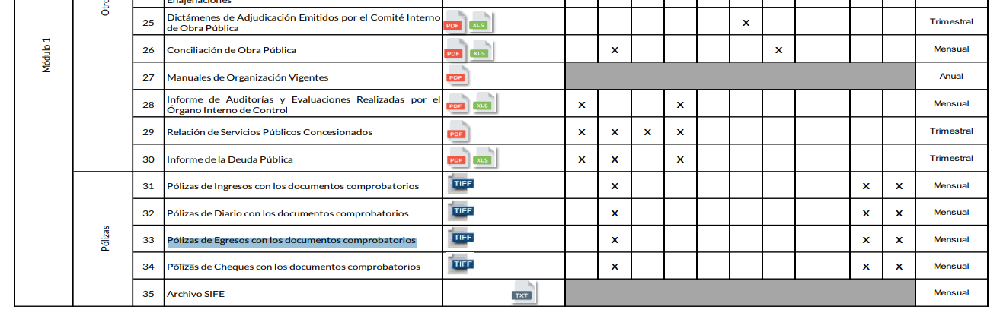 Enajenaciones
Otro
Módulo 1
25 Dictámenes de Adjudicación Emitidos por el Comité Interno
de Obra Pública PDF XLS x Trimestral
26 Conciliación de Obra Pública PDF XLS x x Mensual
27 Manuales de Organización Vigentes PDF Anual
28 Informe de Auditorías y Evaluaciones Realizadas por el
Órgano Interno de Control PDF XLS x x Mensual
29 Relación de Servicios Públicos Concesionados PDF x x x x Trimestral
30 Informe de la Deuda Pública PDF XLS x x x Trimestral
Pólizas
31 Pólizas de Ingresos con los documentos comprobatorios TIFF x x x Mensual
32 Pólizas de Diario con los documentos comprobatorios TIFF x x x Mensual
33 Pólizas de Egresos con los documentos comprobatorios TIFF x x x Mensual
34 Pólizas de Cheques con los documentos comprobatorios TIFF x x x Mensual
35 Archivo SIFE TXT Mensual